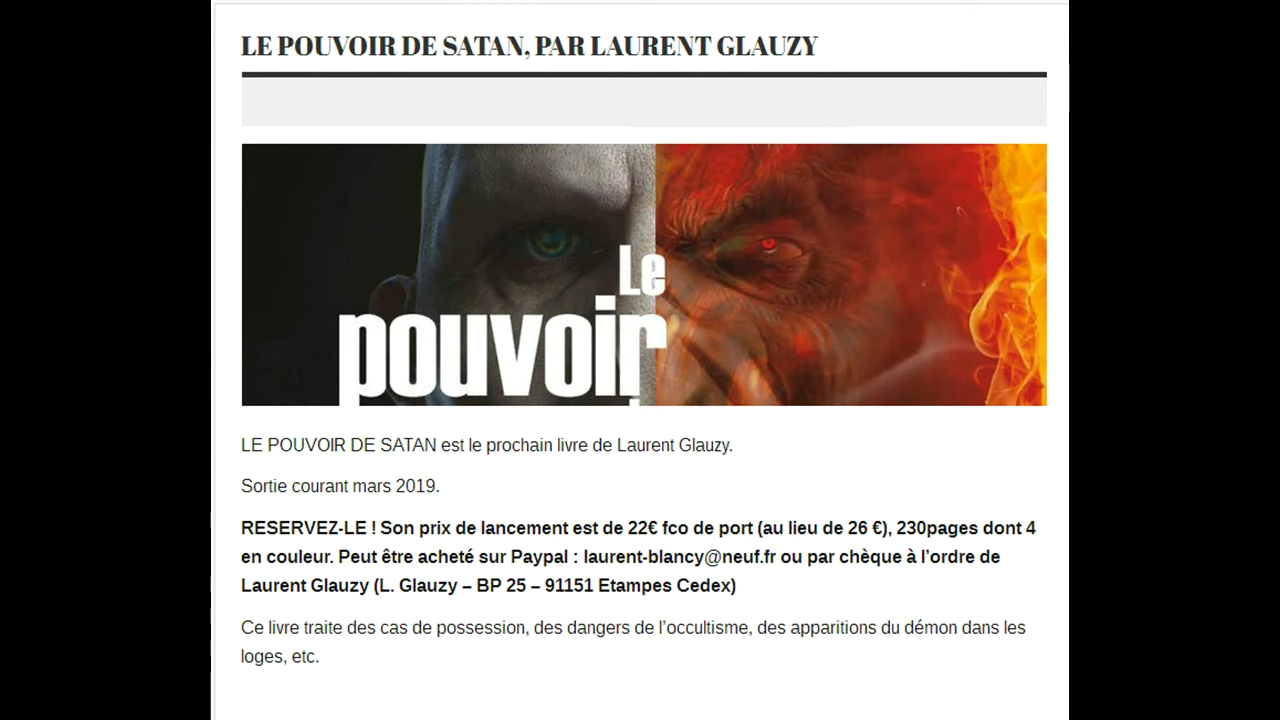 LE POUVOIR DE SATAN, PAR LAURENT GLAUZY
Le
pouvoir
LE POUVOIR DE SATAN est le prochain livre de Laurent Glauzy.
Sortie courant mars 2019.
RESERVEZ-LE ! Son prix de lancement est de 22€ fco de port (au lieu de 26 €), 230pages dont 4
en couleur. Peut être acheté sur Paypal : laurent-blancy@neuf.fr ou par chèque à l’ordre de
Laurent Glauzy (L. Glauzy – BP 25 – 91151 Etampes Cedex)
Ce livre traite des cas de possession, des dangers de l’occultisme, des apparitions du démon dans les
loges, etc.